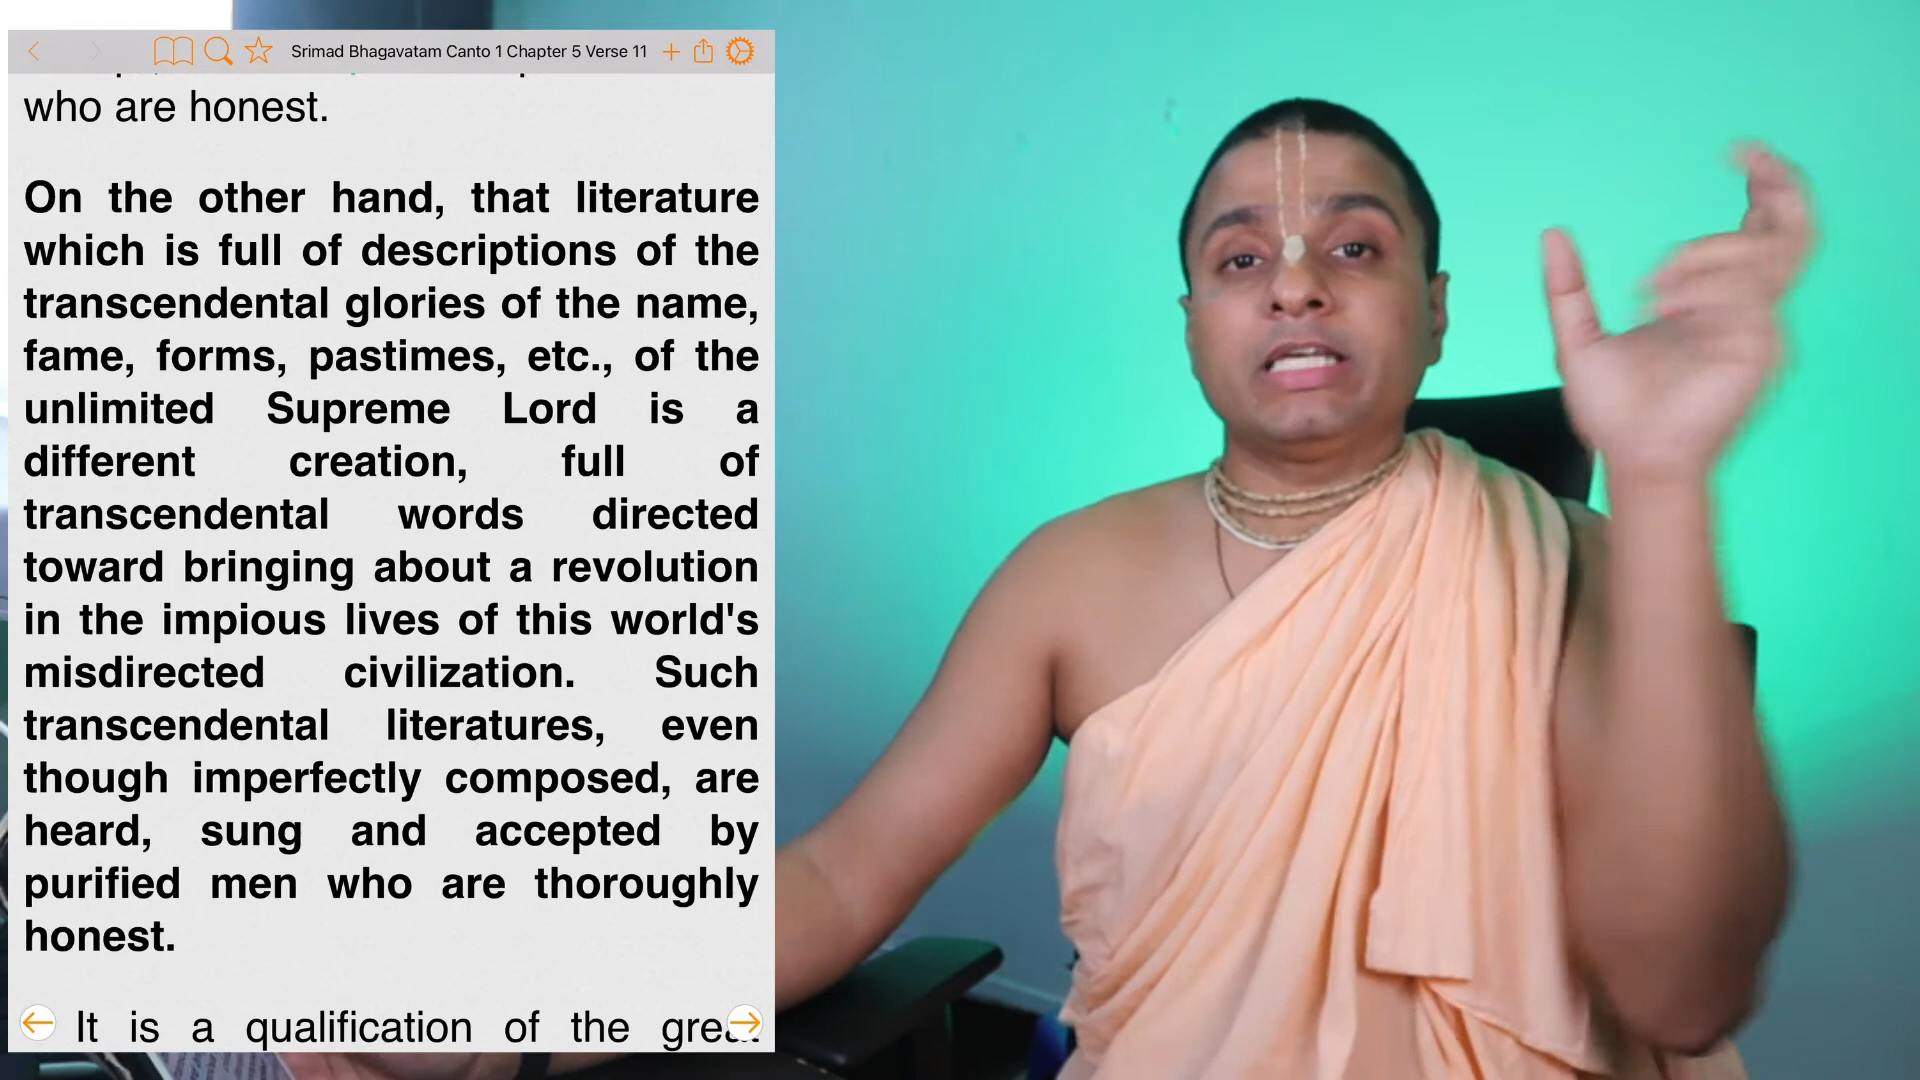 Srimad Bhagavatam Canto 1 Chapter 5 Verse 11
who are honest.
On the other hand, that literature
which is full of descriptions of the
transcendental glories of the name,
fame, forms, pastimes, etc., of the
unlimited Supreme Lord is a
different creation, full of
transcendental words directed
toward bringing about a revolution
in the impious lives of this world's
misdirected civilization. Such
transcendental literatures, even
though imperfectly composed, are
heard, sung and accepted by
purified men who are thoroughly
honest.
It is a qualification of the